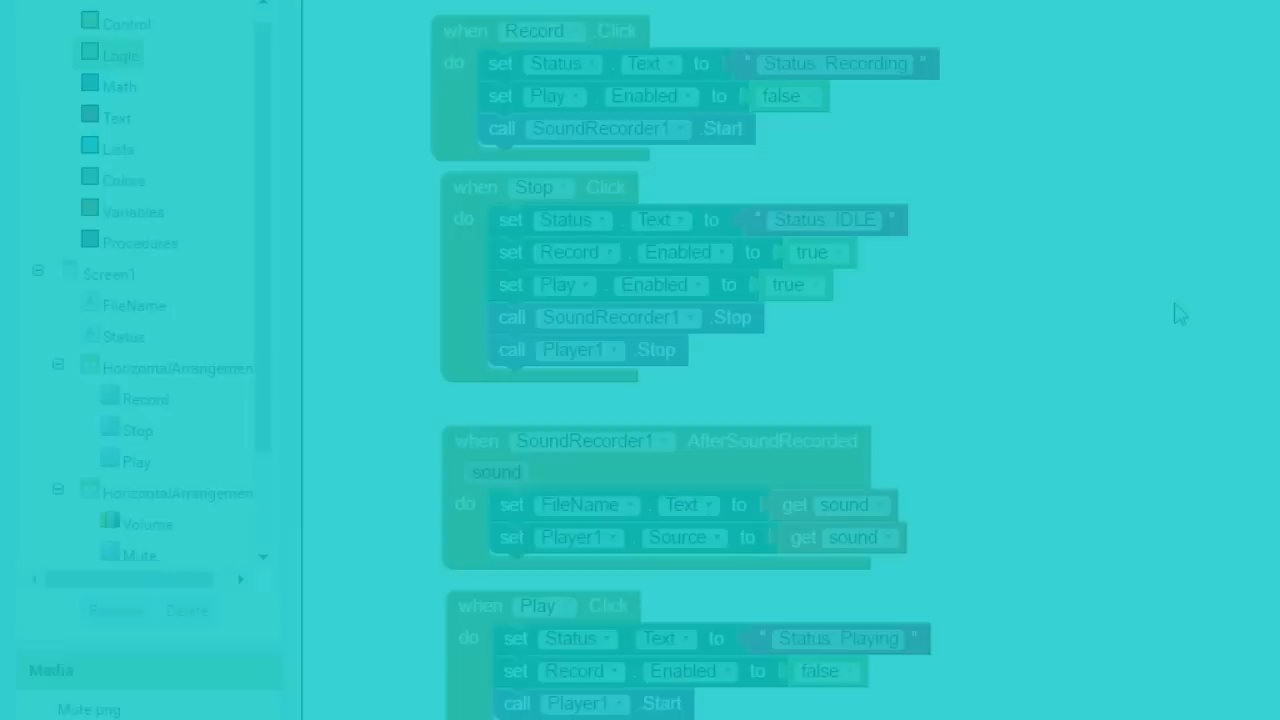 Control
Logic
Math
Text
Lists
Colors
Variables
Procedures
Screen1
FileName
Status
HorizontalArrangemen
Record
Stop
Play
HorizontalArrangemen
Volume
Mute
Rename Delete
Media
Mute.png
when Record .Click
do set Status . Text to " Status: Recording "
set Play . Enabled to false
call SoundRecorder1 .Start
when Stop .Click
do set Status . Text to " Status: IDLE "
set Record . Enabled to true
set Play . Enabled to true
call SoundRecorder1 .Stop
call Player1 .Stop
when SoundRecorder1 .AfterSoundRecorded
sound
do set FileName . Text to get sound
set Player1 . Source to get sound
when Play .Click
do set Status . Text to " Status: Playing "
set Record . Enabled to false
call Player1 .Start